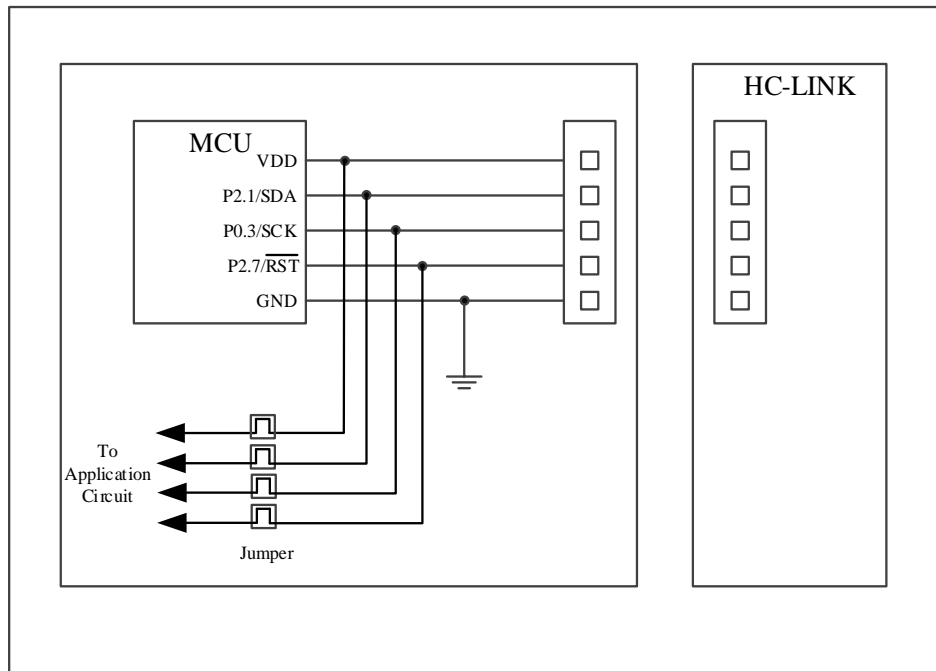 HC-LINK
MCU
VDD
P2.1/SDA
P0.3/SCK
P2.7/RST
GND
To
Application
Circuit
Jumper